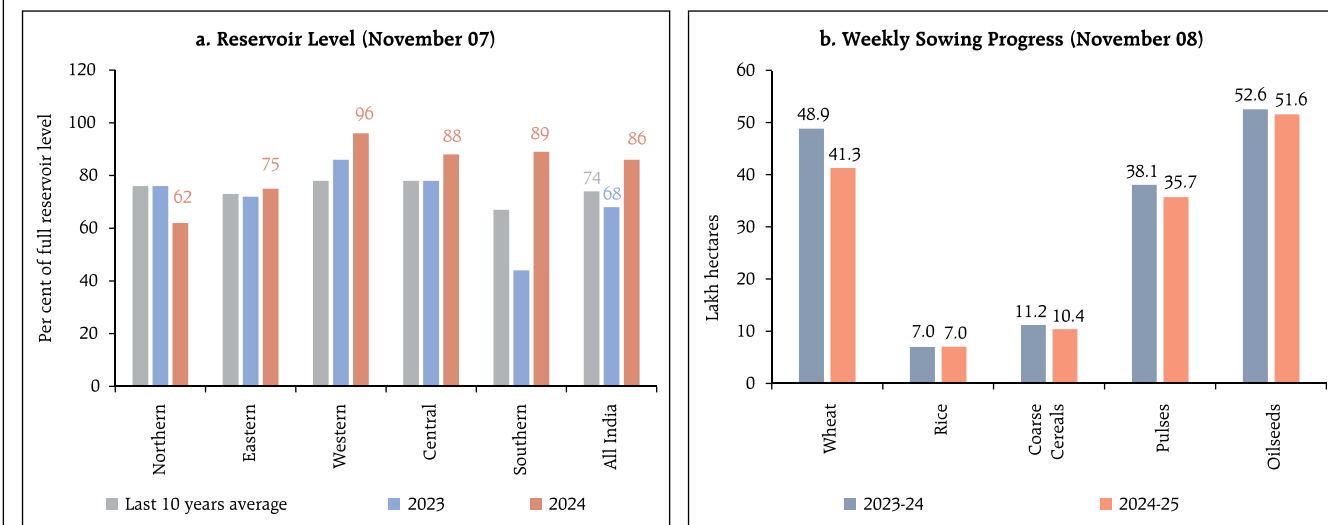 a. Reservoir Level (November 07)
Per cent of full reservoir level
120
100
80
60
40
20
0
62
75
96
88
89
74
68
86
Northern
Eastern
Western
Central
Southern
All India
Last 10 years average
2023
2024
b. Weekly Sowing Progress (November 08)
Lakh hectares
60
50
40
30
20
10
0
48.9
41.3
7.0
7.0
11.2
10.4
38.1
35.7
52.6
51.6
Wheat
Rice
Coarse
Cereals
Pulses
Oilseeds
2023-24
2024-25